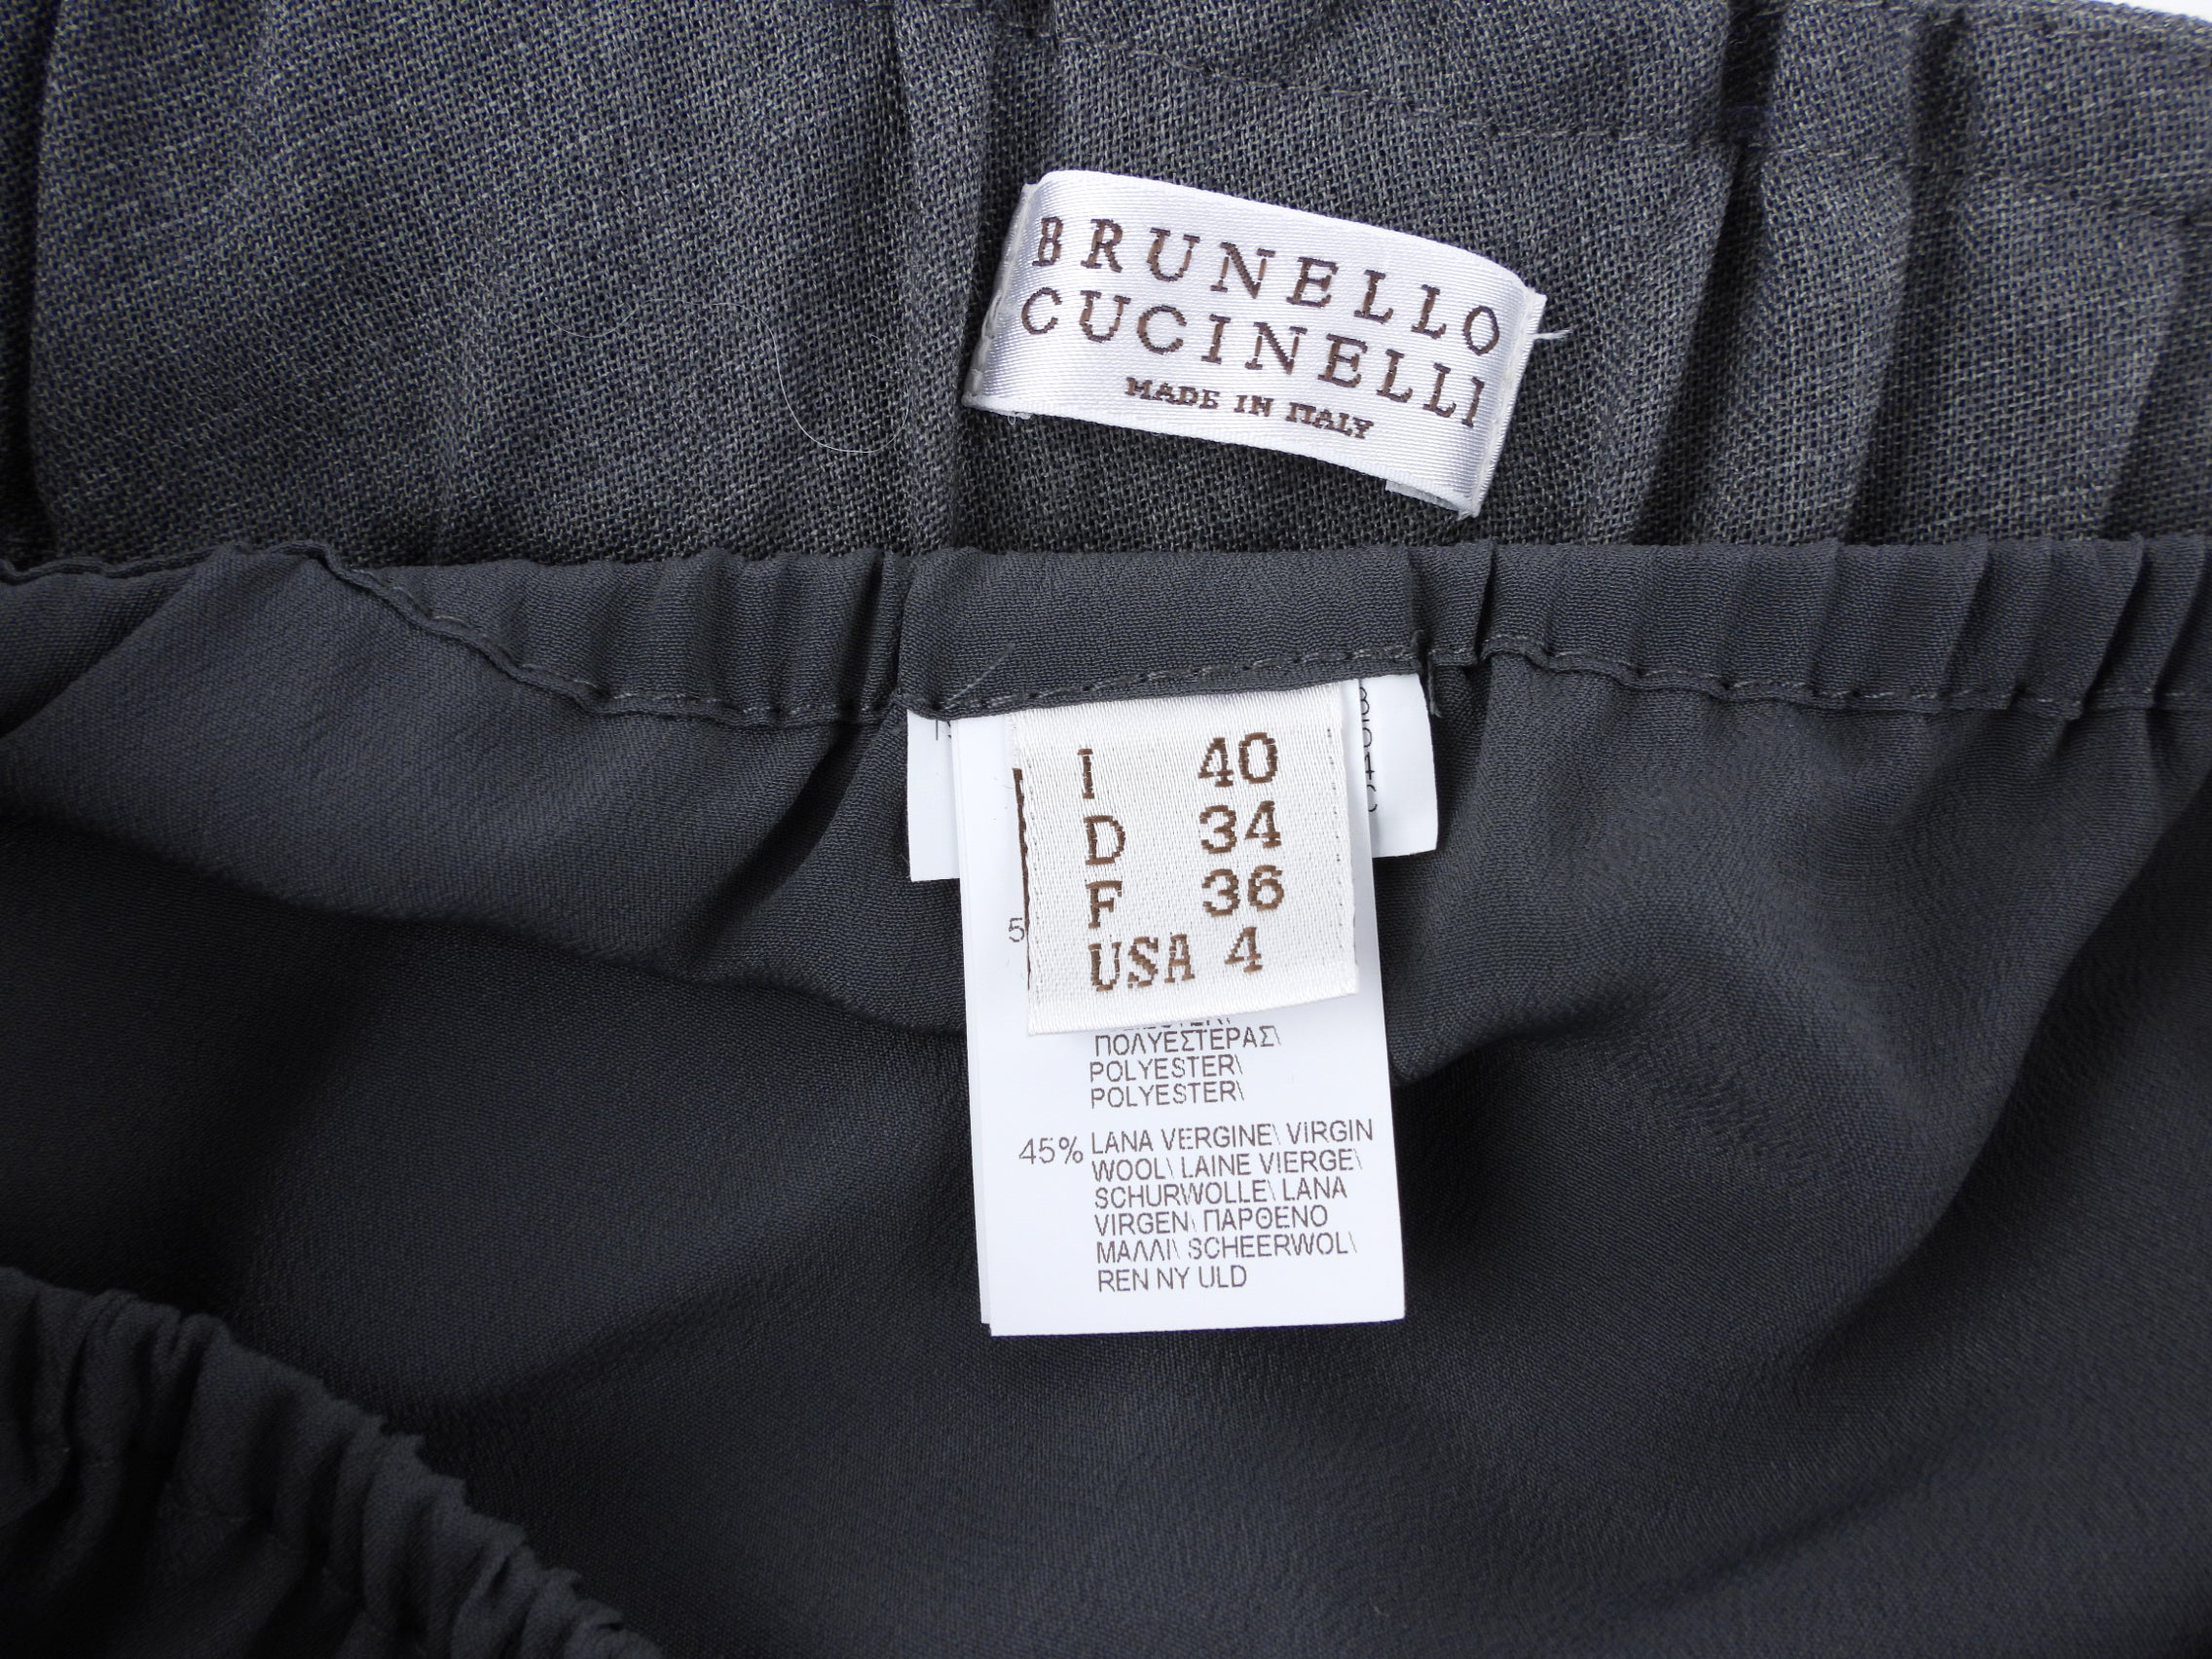 BRUNELLO
CUCINELLI
MADE IN ITALY
I 40
D 34
F 36
USA 4
5
ΠΟΛΥΕΣΤΕΡΑΣ\
POLYESTER\
POLYESTER\
45% LANA VERGINE\ VIRGIN
WOOL\ LAINE VIERGE\
SCHURWOLLE\ LANA
VIRGEN\ ΠΑΡΘΕΝΟ
ΜΑΛΛΙ\ SCHEERWOL\
REN NY ULD